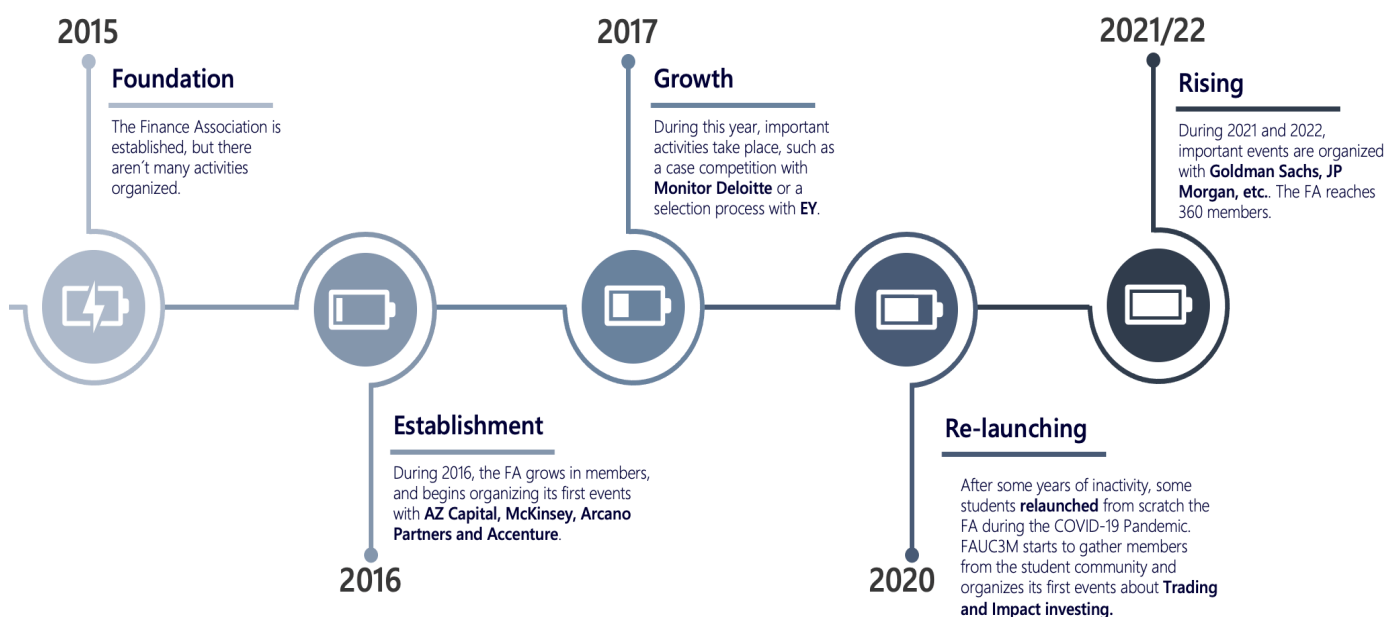 2015
Foundation
The Finance Association is
established, but there
aren´t many activities
organized.
Establishment
During 2016, the FA grows in members,
and begins organizing its first events
with AZ Capital, McKinsey, Arcano
Partners and Accenture.
2016
2017
Growth
During this year, important
activities take place, such as
a case competition with
Monitor Deloitte or a
selection process with EY.
Re-launching
After some years of inactivity, some
students relaunched from scratch the
FA during the COVID-19 Pandemic.
FAUC3M starts to gather members
from the student community and
organizes its first events about Trading
and Impact investing.
2020
2021/22
Rising
During 2021 and 2022,
important events are organized
with Goldman Sachs, JP
Morgan, etc.. The FA reaches
360 members.